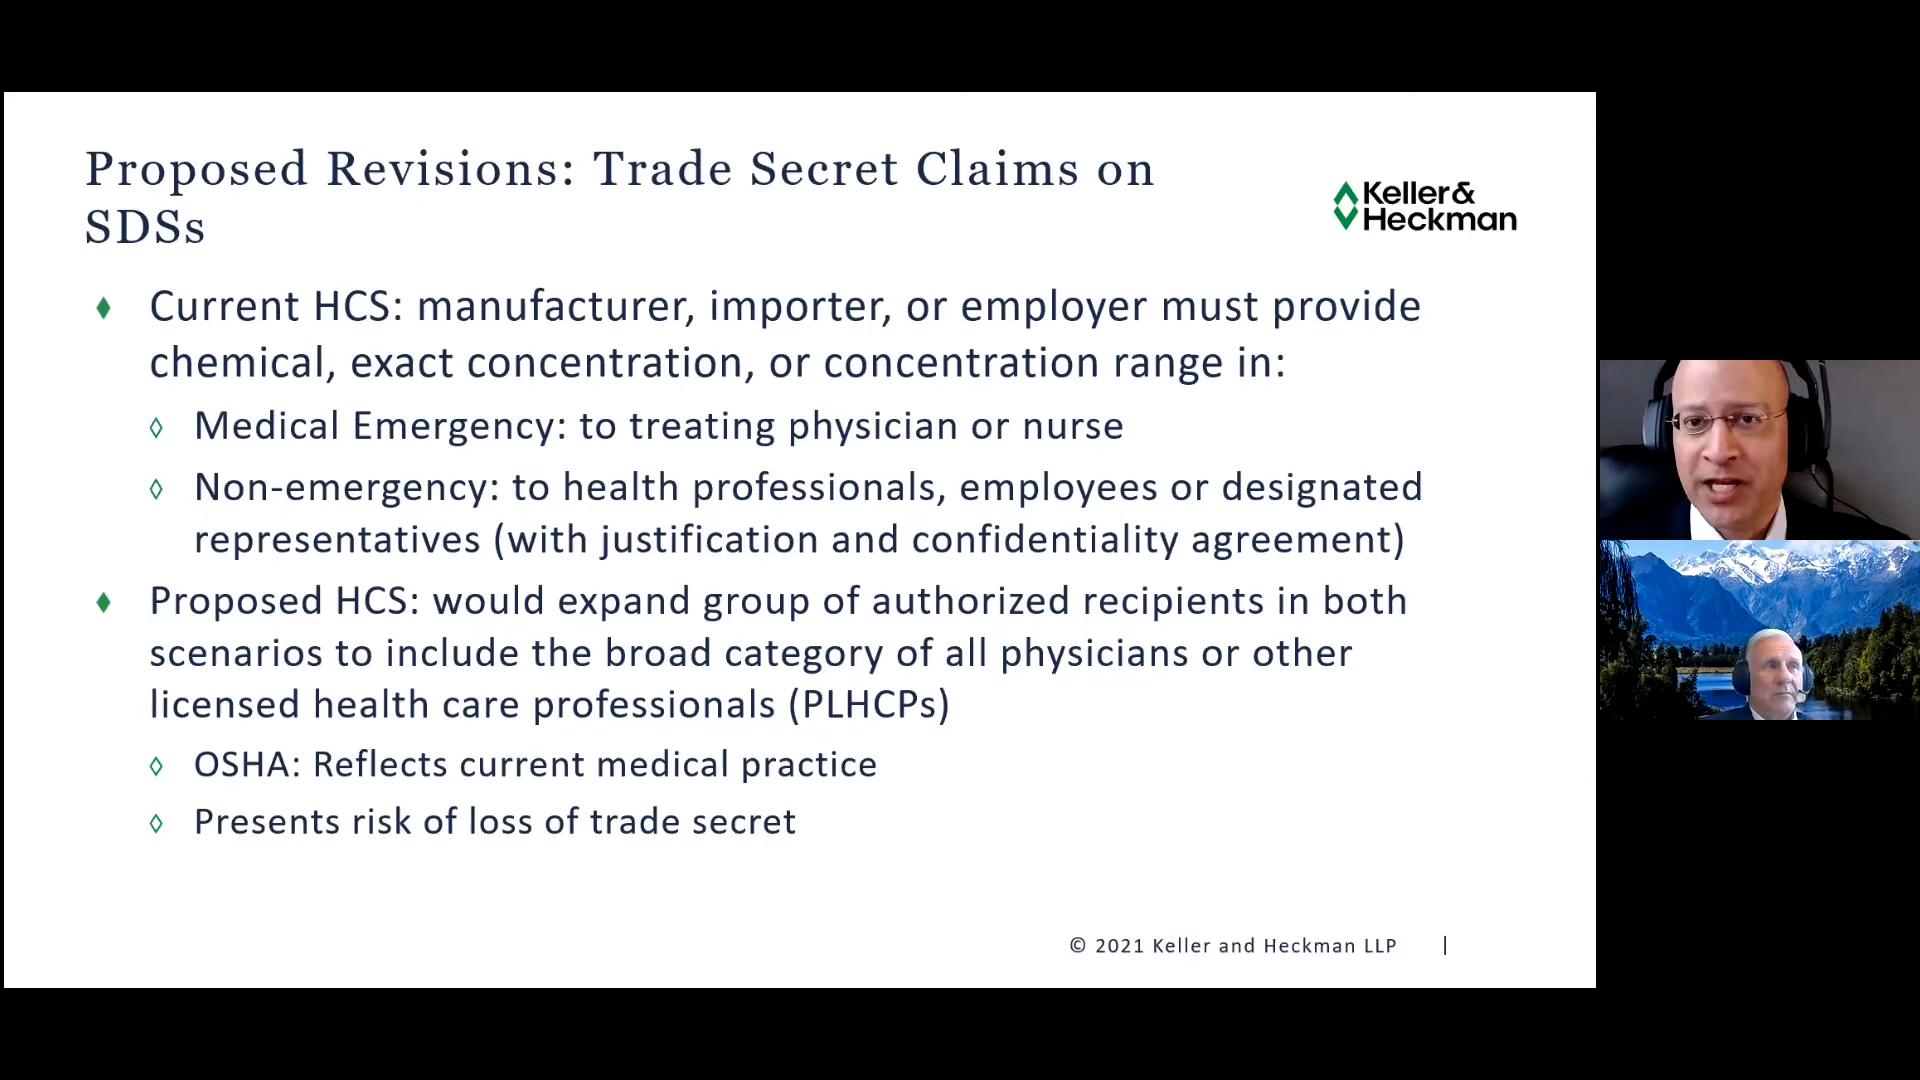 Proposed Revisions: Trade Secret Claims on
SDSs
Keller&
Heckman
Current HCS: manufacturer, importer, or employer must provide
chemical, exact concentration, or concentration range in:
Medical Emergency: to treating physician or nurse
Non-emergency: to health professionals, employees or designated
representatives (with justification and confidentiality agreement)
Proposed HCS: would expand group of authorized recipients in both
scenarios to include the broad category of all physicians or other
licensed health care professionals (PLHCPs)
OSHA: Reflects current medical practice
Presents risk of loss of trade secret
© 2021 Keller and Heckman LLP |